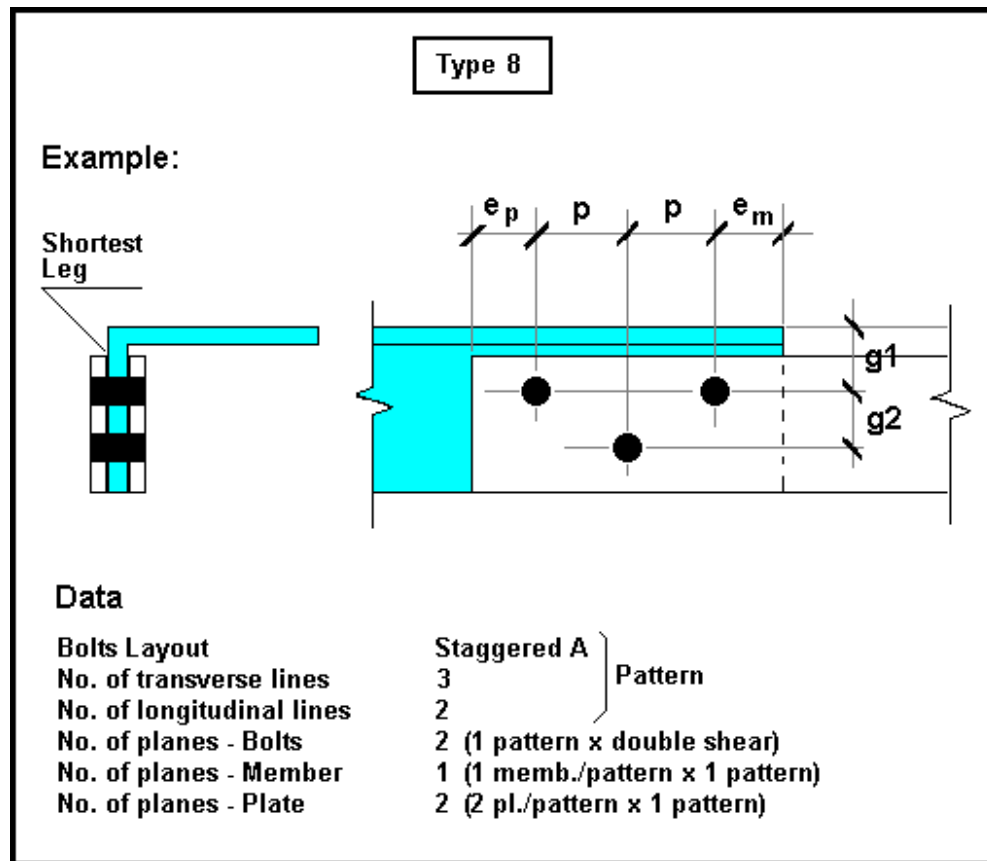 Type 8
Example:
e p p p e m
Shortest
Leg
g1
g2
Data
Bolts Layout Staggered A
No. of transverse lines 3 Pattern
No. of longitudinal lines 2
No. of planes - Bolts 2 (1 pattern x double shear)
No. of planes - Member 1 (1 memb./pattern x 1 pattern)
No. of planes - Plate 2 (2 pl./pattern x 1 pattern)